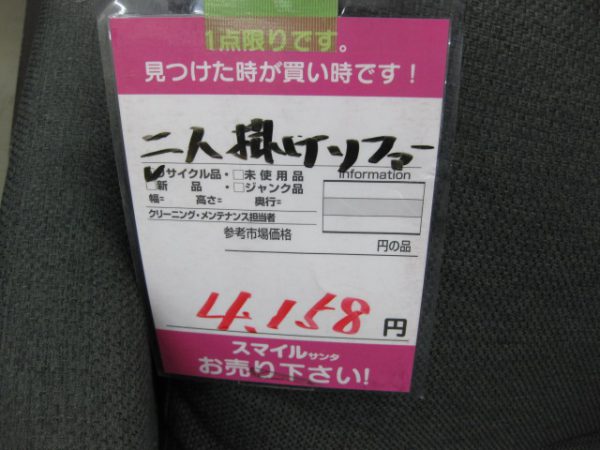 1点限りです。
見つけた時が買い時です！
二人掛けソファー
リサイクル品・□未使用品
□新品・□ジャンク品
Information
幅= 高さ= 奥行=
クリーニング・メンテナンス担当者
参考市場価格
円の品
4,158円
スマイルサンタ
お売り下さい!